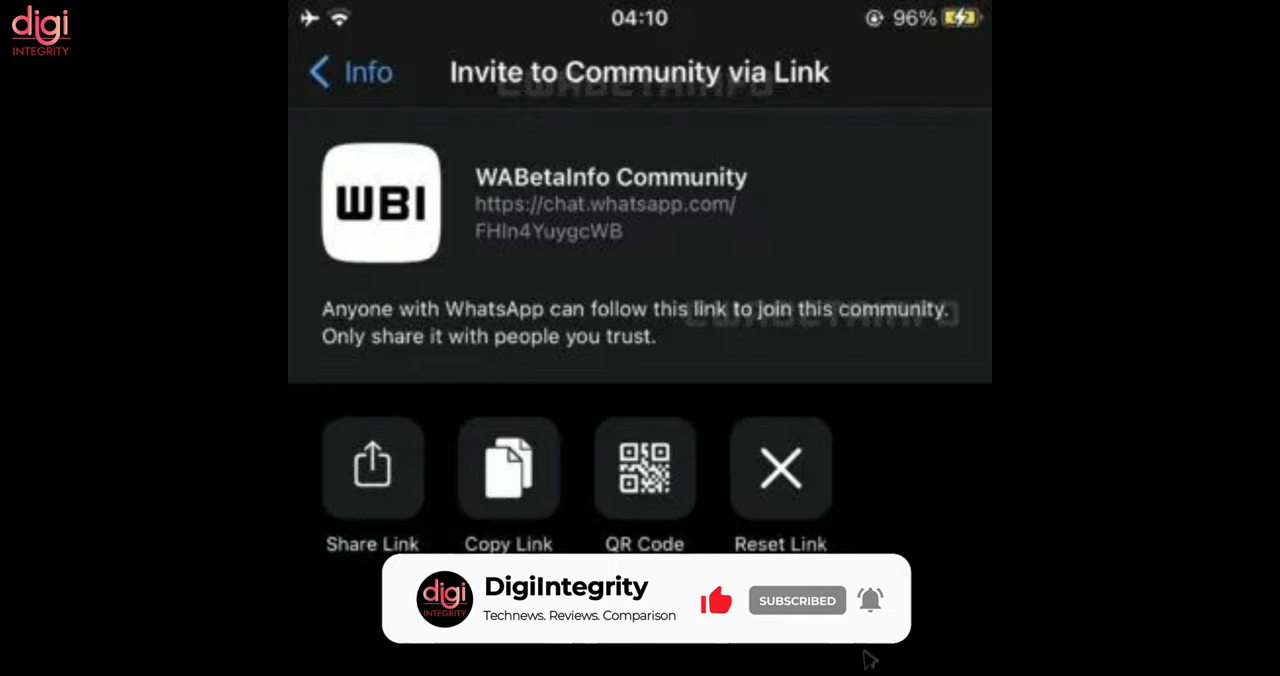 digi
INTEGRITY
04:10
96%
Info
Invite to Community via Link
WBI
WABetaInfo Community
https://chat.whatsapp.com/
FHIn4YuygcWB
Anyone with WhatsApp can follow this link to join this community.
Only share it with people you trust.
Share Link
Copy Link
QR Code
Reset Link
digi
INTEGRITY
DigiIntegrity
Technews. Reviews. Comparison
SUBSCRIBED